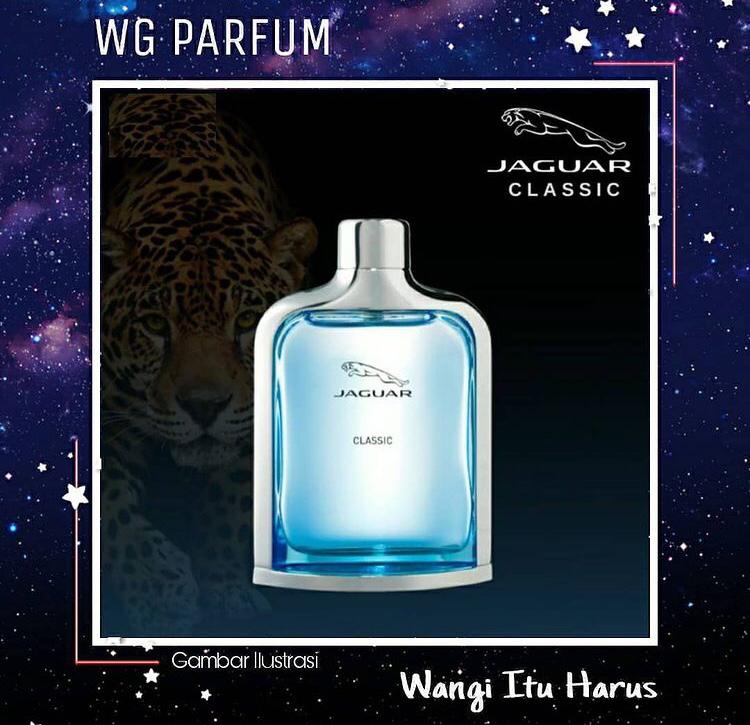 WG PARFUM
JAGUAR
CLASSIC
JAGUAR
CLASSIC
Gambar Ilustrasi
Wangi Itu Harus